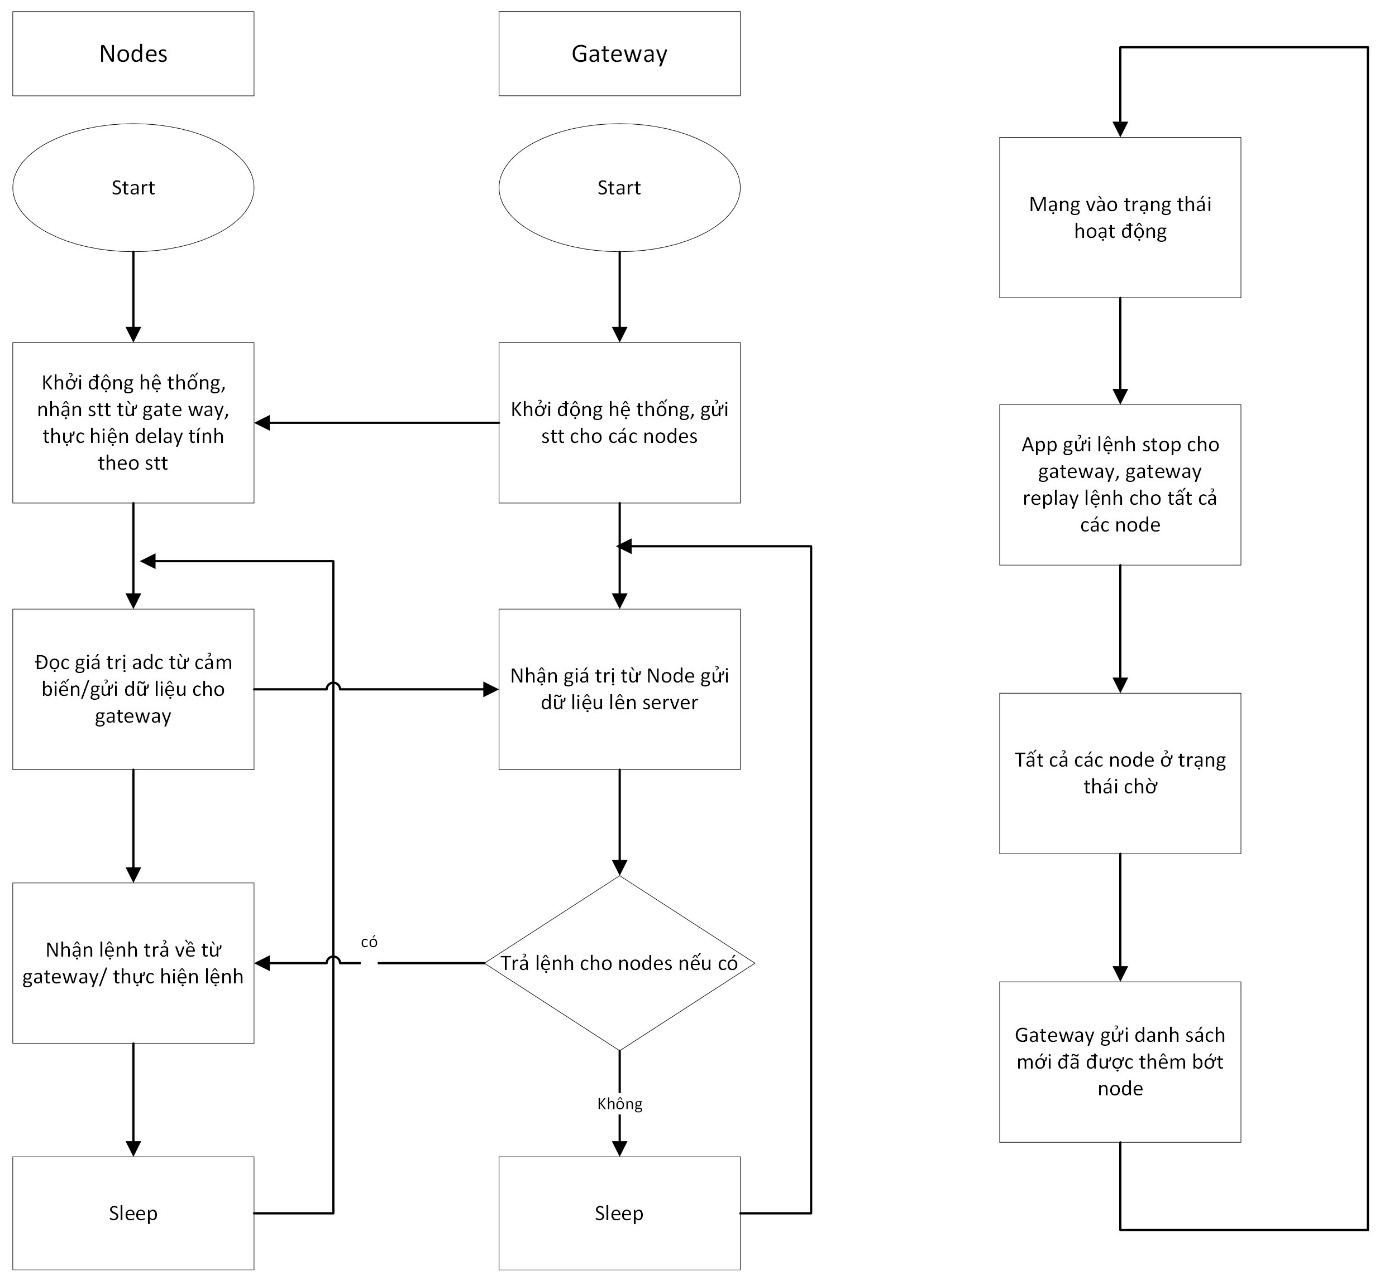 Nodes
Start
Khởi động hệ thống,
nhận stt từ gate way,
thực hiện delay tính
theo stt
Đọc giá trị adc từ cảm
biến/gửi dữ liệu cho
gateway
Nhận lệnh trả về từ
gateway/ thực hiện lệnh
Sleep
Gateway
Start
Khởi động hệ thống, gửi
stt cho các nodes
Nhận giá trị từ Node gửi
dữ liệu lên server
có
Trả lệnh cho nodes nếu có
Không
Sleep
Mạng vào trạng thái
hoạt động
App gửi lệnh stop cho
gateway, gateway
replay lệnh cho tất cả
các node
Tất cả các node ở trạng
thái chờ
Gateway gửi danh sách
mới đã được thêm bớt
node